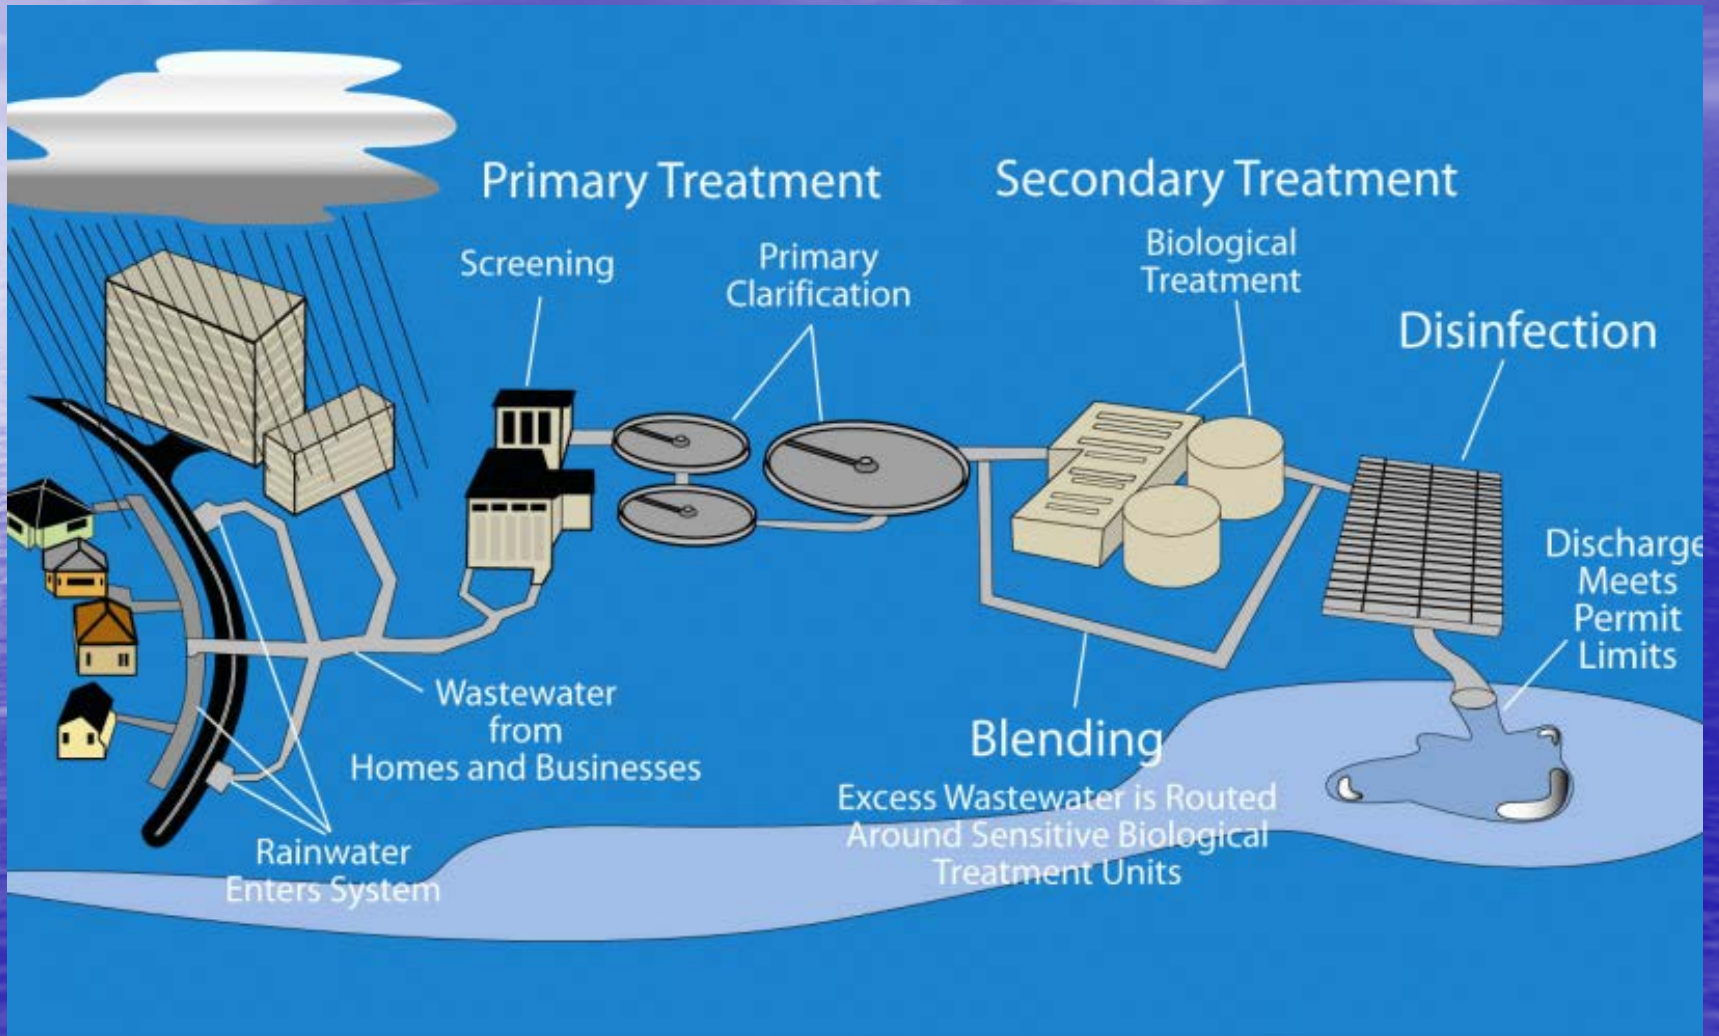 Primary Treatment
Secondary Treatment
Screening
Primary
Clarification
Biological
Treatment
Disinfection
Discharge
Meets
Permit
Limits
Wastewater
from
Homes and Businesses
Blending
Excess Wastewater is Routed
Around Sensitive Biological
Treatment Units
Rainwater
Enters System